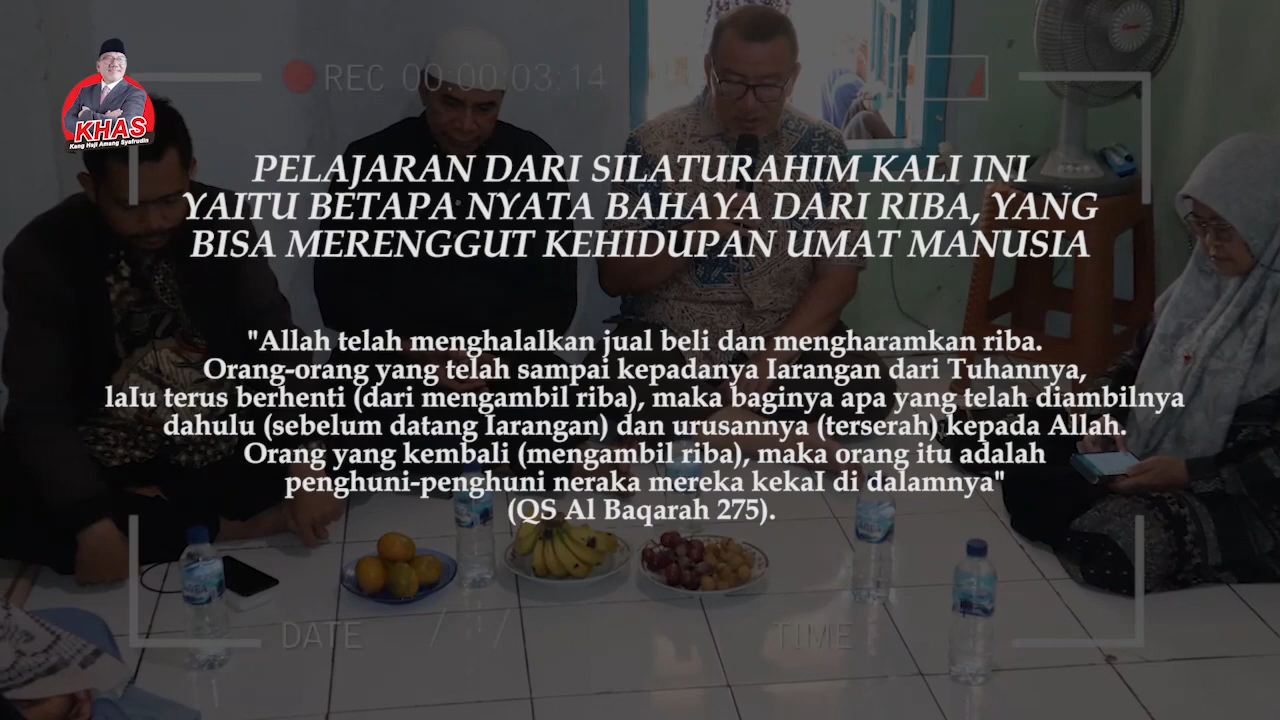 REC 00:00:03:14
KHAS
Kang Haji Amang Syafrudin
PELAJARAN DARI SILATURAHIM KALI INI
YAITU BETAPA NYATA BAHAYA DARI RIBA, YANG
BISA MERENGGUT KEHIDUPAN UMAT MANUSIA
"Allah telah menghalalkan jual beli dan mengharamkan riba.
Orang-orang yang telah sampai kepadanya Iarangan dari Tuhannya,
laIu terus berhenti (dari mengambil riba), maka baginya apa yang telah diambilnya
dahulu (sebelum datang Iarangan) dan urusannya (terserah) kepada Allah.
Orang yang kembali (mengambil riba), maka orang itu adalah
penghuni-penghuni neraka mereka kekaI di dalamnya"
(QS Al Baqarah 275).
DATE / / TIME